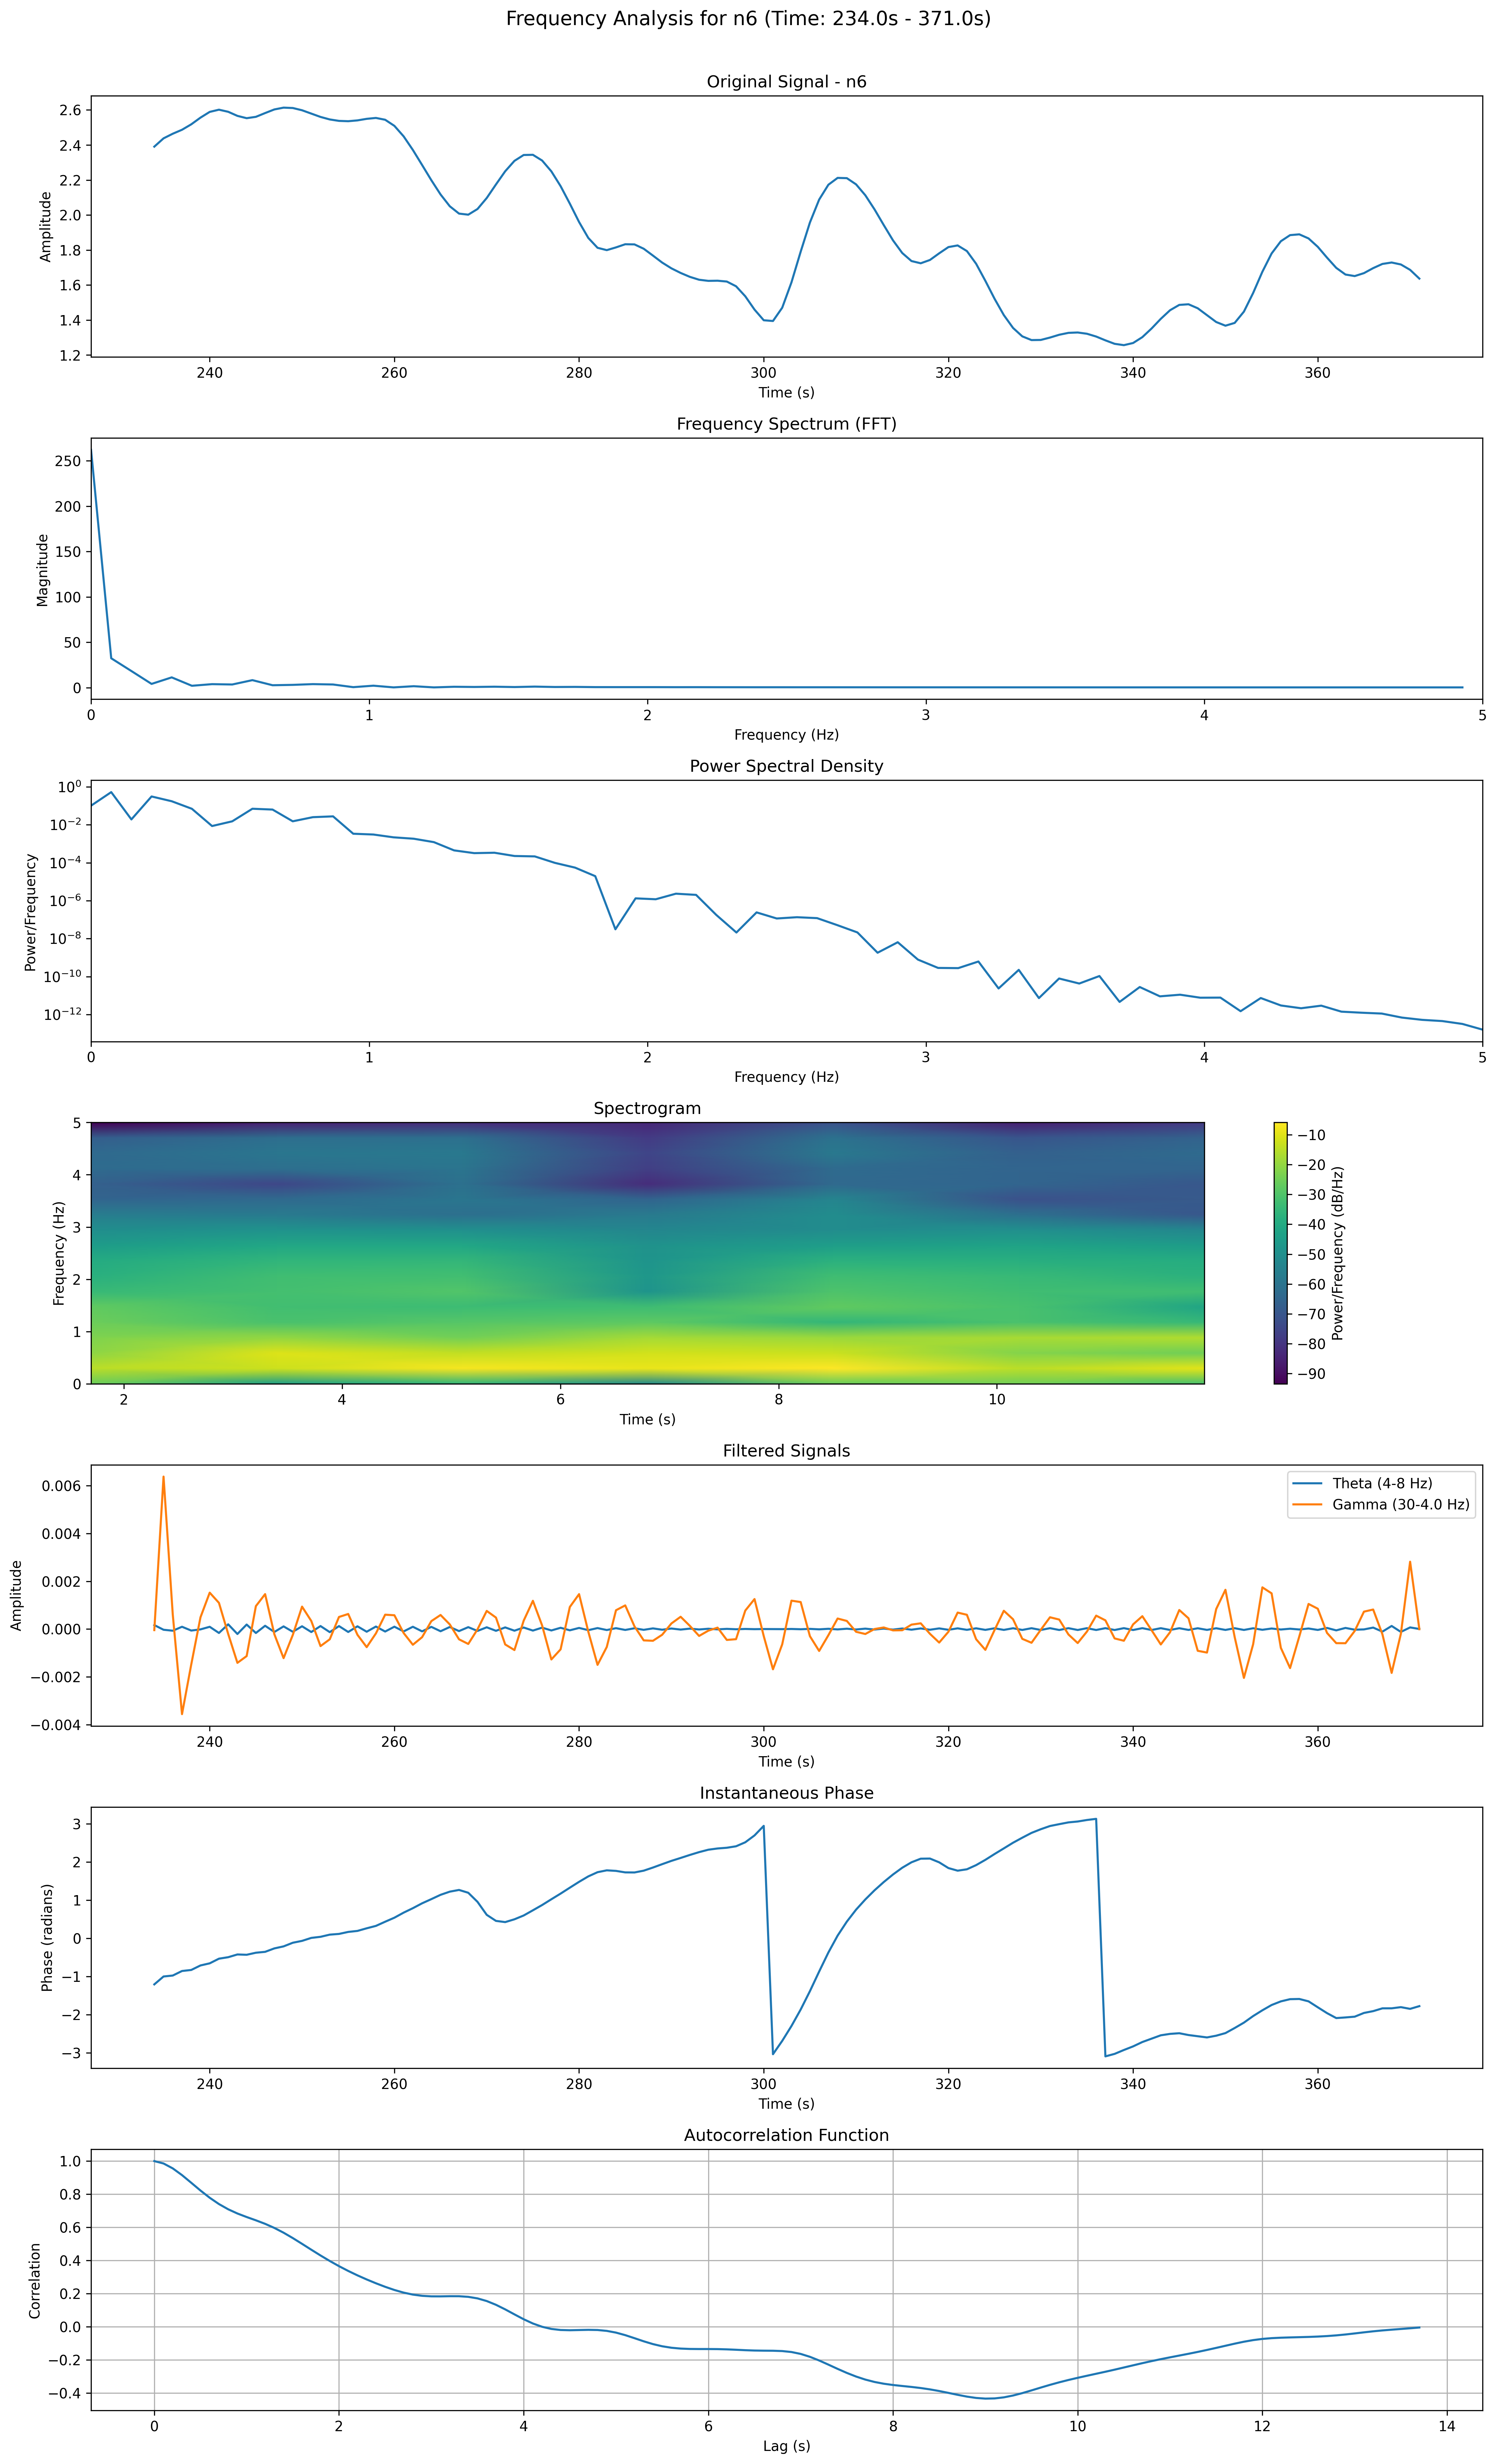 Frequency Analysis for n6 (Time: 234.0s - 371.0s)
Original Signal - n6
2.6
2.4
2.2
2.0
1.8
1.6
1.4
1.2
Amplitude
240 260 280 300 320 340 360
Time (s)
Frequency Spectrum (FFT)
250
200
150
100
50
0
Magnitude
0 1 2 3 4 5
Frequency (Hz)
Power Spectral Density
10⁰
10⁻²
10⁻⁴
10⁻⁶
10⁻⁸
10⁻¹⁰
10⁻¹²
Power/Frequency
0 1 2 3 4 5
Frequency (Hz)
Spectrogram
5
4
3
2
1
0
Frequency (Hz)
2 4 6 8 10
Time (s)
−10
−20
−30
−40
−50
−60
−70
−80
−90
Power/Frequency (dB/Hz)
Filtered Signals
Theta (4-8 Hz)
Gamma (30-4.0 Hz)
0.006
0.004
0.002
0.000
−0.002
−0.004
Amplitude
240 260 280 300 320 340 360
Time (s)
Instantaneous Phase
3
2
1
0
−1
−2
−3
Phase (radians)
240 260 280 300 320 340 360
Time (s)
Autocorrelation Function
1.0
0.8
0.6
0.4
0.2
0.0
−0.2
−0.4
Correlation
0 2 4 6 8 10 12 14
Lag (s)